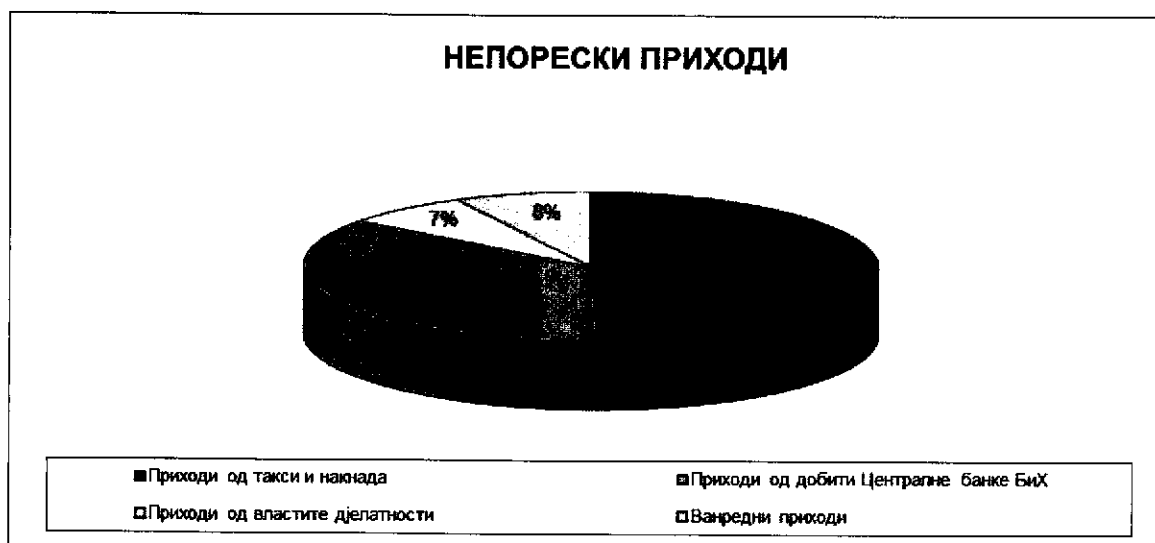 НЕПОРЕСКИ ПРИХОДИ
7%
8%
Приходи од такси и накнада
Приходи од добити Централне банке БиХ
Приходи од властите дјелатности
Ванредни приходи